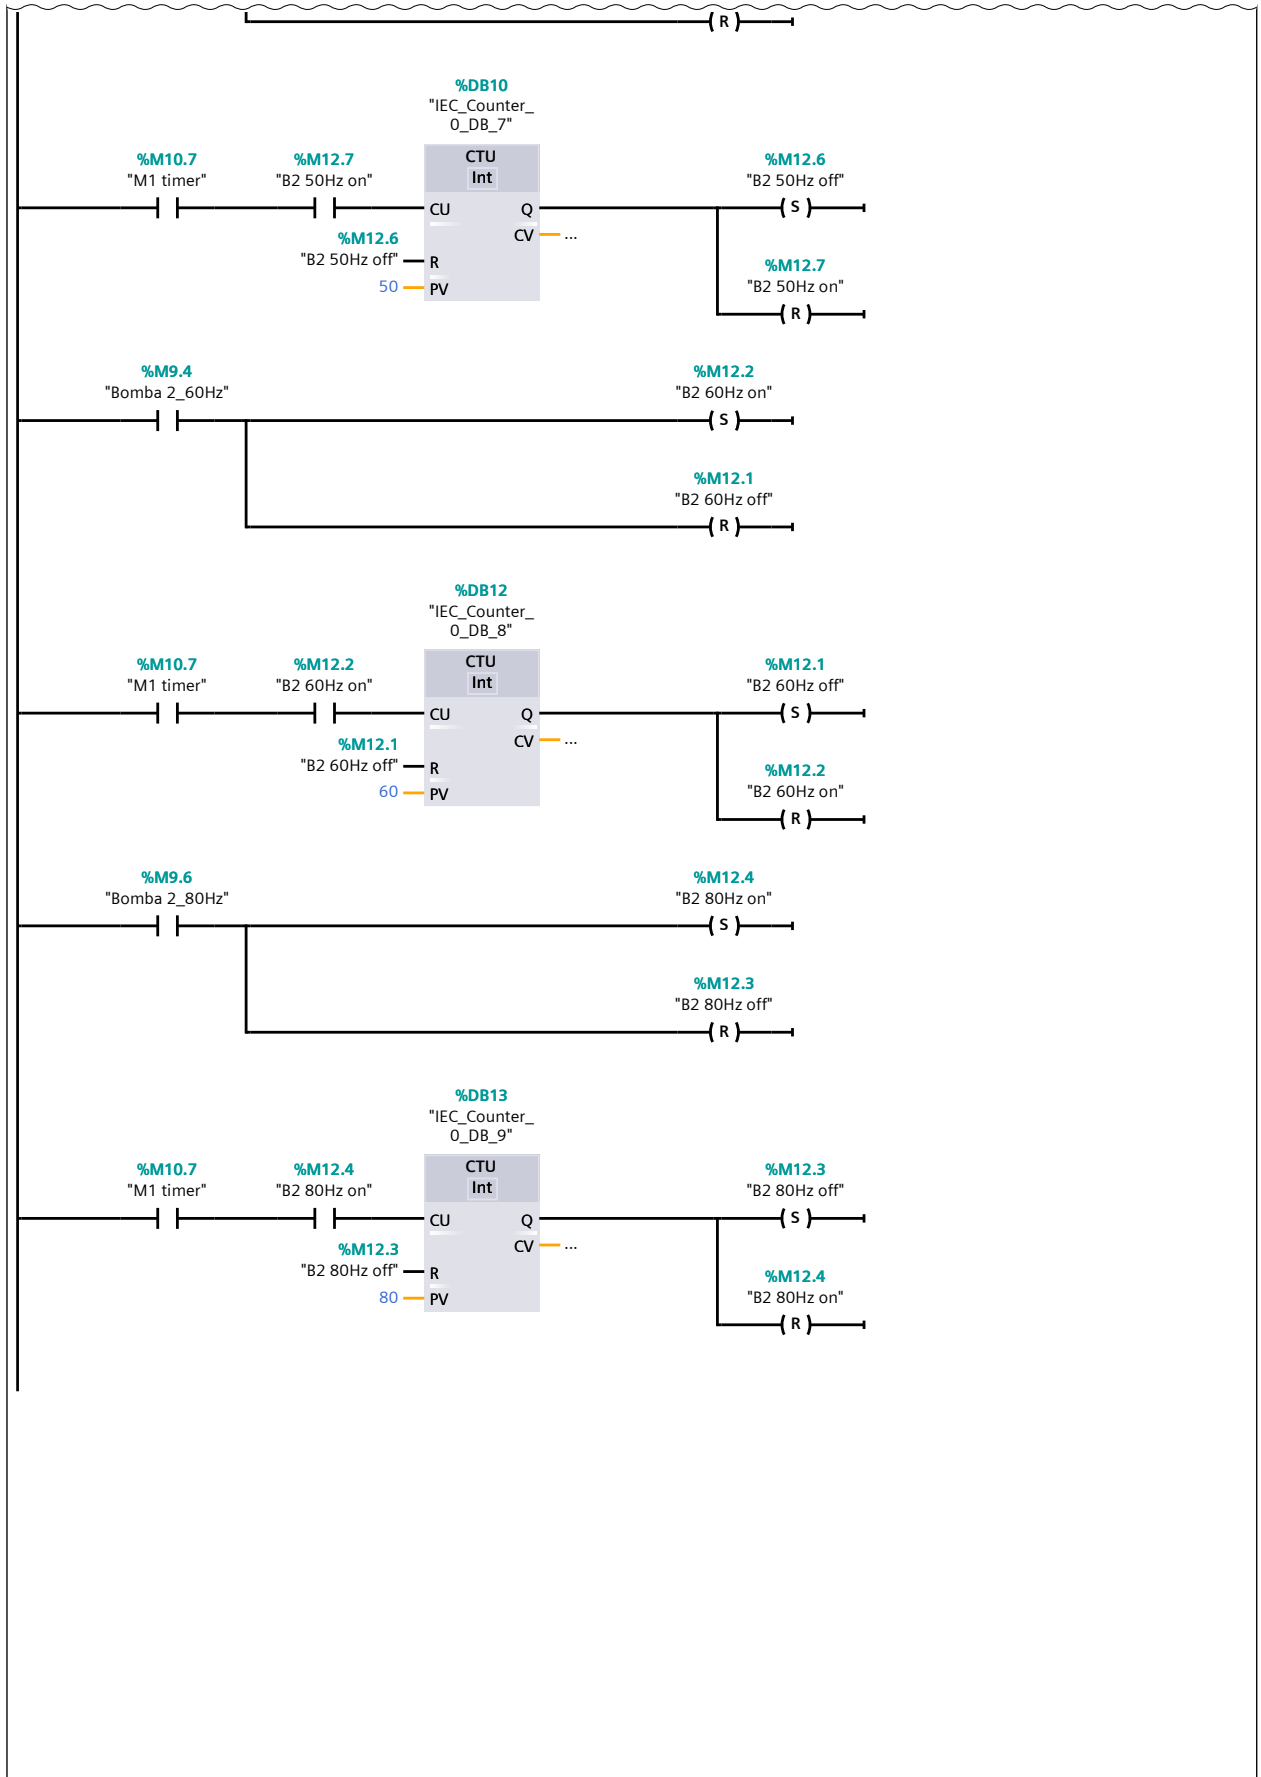 ( R )
%DB10
"IEC_Counter_
0_DB_7"
CTU
Int
%M10.7
"M1 timer"
%M12.7
"B2 50Hz on"
CU
Q
CV
...
%M12.6
"B2 50Hz off"
R
50
PV
%M12.6
"B2 50Hz off"
( S )
%M12.7
"B2 50Hz on"
( R )
%M9.4
"Bomba 2_60Hz"
%M12.2
"B2 60Hz on"
( S )
%M12.1
"B2 60Hz off"
( R )
%DB12
"IEC_Counter_
0_DB_8"
CTU
Int
%M10.7
"M1 timer"
%M12.2
"B2 60Hz on"
CU
Q
CV
...
%M12.1
"B2 60Hz off"
R
60
PV
%M12.1
"B2 60Hz off"
( S )
%M12.2
"B2 60Hz on"
( R )
%M9.6
"Bomba 2_80Hz"
%M12.4
"B2 80Hz on"
( S )
%M12.3
"B2 80Hz off"
( R )
%DB13
"IEC_Counter_
0_DB_9"
CTU
Int
%M10.7
"M1 timer"
%M12.4
"B2 80Hz on"
CU
Q
CV
...
%M12.3
"B2 80Hz off"
R
80
PV
%M12.3
"B2 80Hz off"
( S )
%M12.4
"B2 80Hz on"
( R )